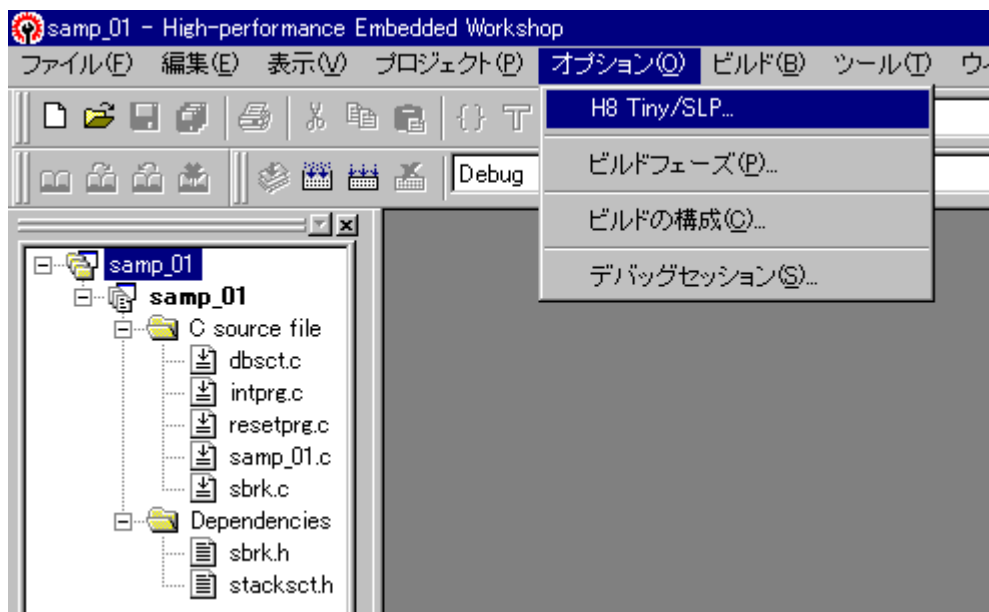 samp_01 - High-performance Embedded Workshop
ファイル(F) 編集(E) 表示(V) プロジェクト(P) オプション(O) ビルド(B) ツール(T) ウ
H8 Tiny/SLP...
Debug
ビルドフェーズ(P)...
ビルドの構成(C)...
デバッグセッション(S)...
samp_01
samp_01
C source file
dbsct.c
intprg.c
resetprg.c
samp_01.c
sbrk.c
Dependencies
sbrk.h
stacksct.h